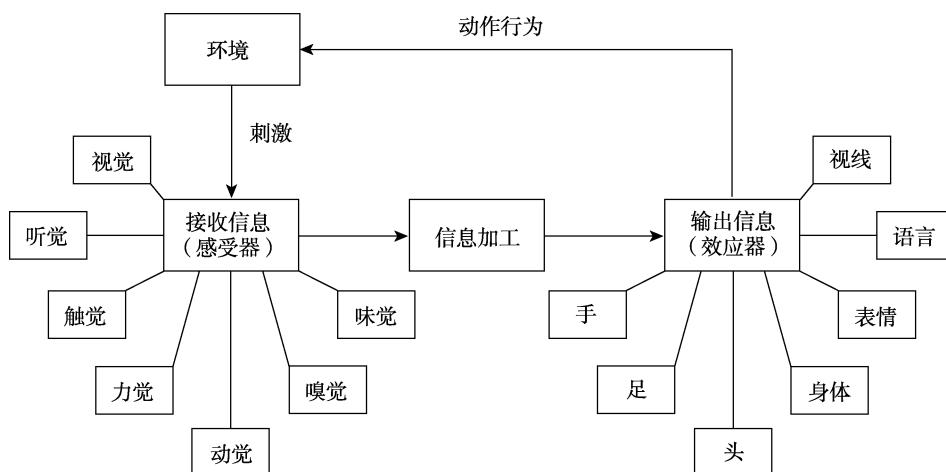 动作行为
环境
刺激
视觉
视线
接收信息
（感受器）
信息加工
输出信息
（效应器）
听觉
语言
触觉
味觉
手
表情
力觉
嗅觉
足
身体
动觉
头